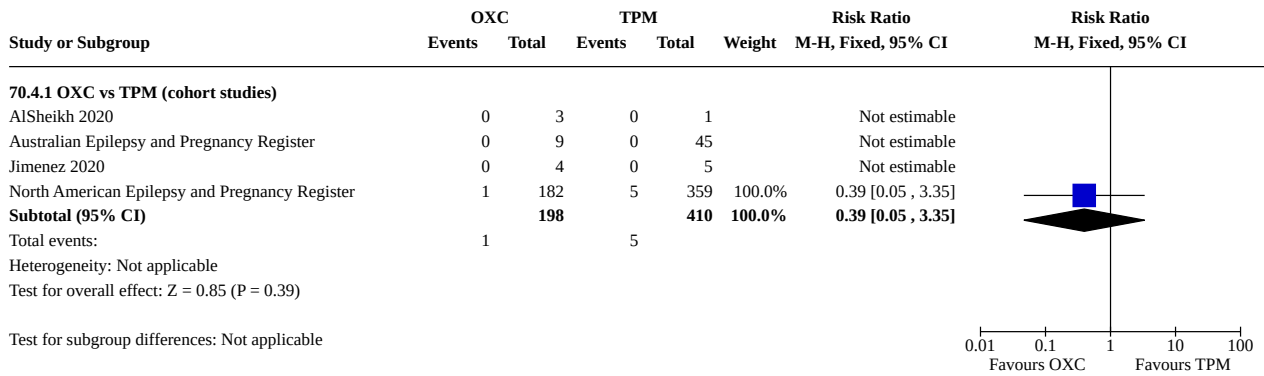 OXC TPM Risk Ratio Risk Ratio
Study or Subgroup Events Total Events Total Weight M-H, Fixed, 95% CI M-H, Fixed, 95% CI
70.4.1 OXC vs TPM (cohort studies)
AlSheikh 2020 0 3 0 1 Not estimable
Australian Epilepsy and Pregnancy Register 0 9 0 45 Not estimable
Jimenez 2020 0 4 0 5 Not estimable
North American Epilepsy and Pregnancy Register 1 182 5 359 100.0% 0.39 [0.05 , 3.35]
Subtotal (95% CI) 198 410 100.0% 0.39 [0.05 , 3.35]
Total events: 1 5
Heterogeneity: Not applicable
Test for overall effect: Z = 0.85 (P = 0.39)
Test for subgroup differences: Not applicable
0.01 0.1 1 10 100
Favours OXC Favours TPM